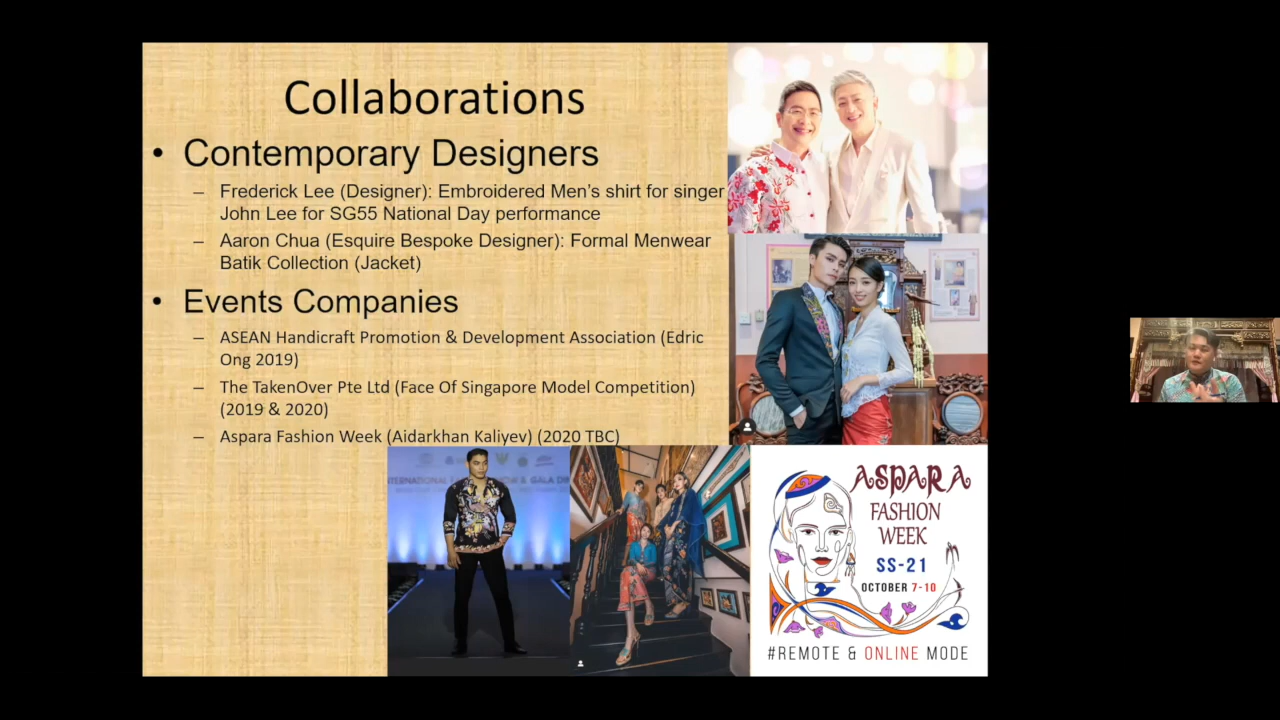 Collaborations
• Contemporary Designers
– Frederick Lee (Designer): Embroidered Men's shirt for singer
John Lee for SG55 National Day performance
– Aaron Chua (Esquire Bespoke Designer): Formal Menwear
Batik Collection (Jacket)
• Events Companies
– ASEAN Handicraft Promotion & Development Association (Edric
Ong 2019)
– The TakenOver Pte Ltd (Face Of Singapore Model Competition)
(2019 & 2020)
– Aspara Fashion Week (Aidarkhan Kaliyev) (2020 TBC)
ASPARA
FASHION
WEEK
SS-21
OCTOBER 7-10
#REMOTE & ONLINE MODE